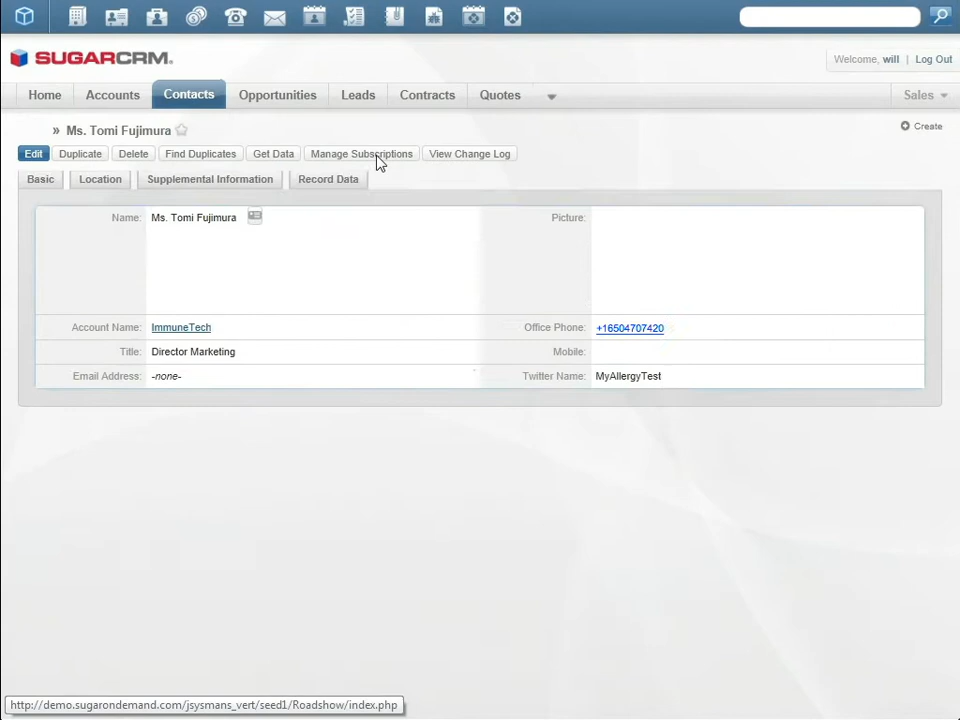 SUGARCRM.
Welcome, will | Log Out
Home Accounts Contacts Opportunities Leads Contracts Quotes Sales
» Ms. Tomi Fujimura
Create
Edit Duplicate Delete Find Duplicates Get Data Manage Subscriptions View Change Log
Basic Location Supplemental Information Record Data
Name: Ms. Tomi Fujimura Picture:
Account Name: ImmuneTech Office Phone: +16504707420
Title: Director Marketing Mobile:
Email Address: -none- Twitter Name: MyAllergyTest
http://demo.sugarondemand.com/jsysmans_vert/seed1/Roadshow/index.php